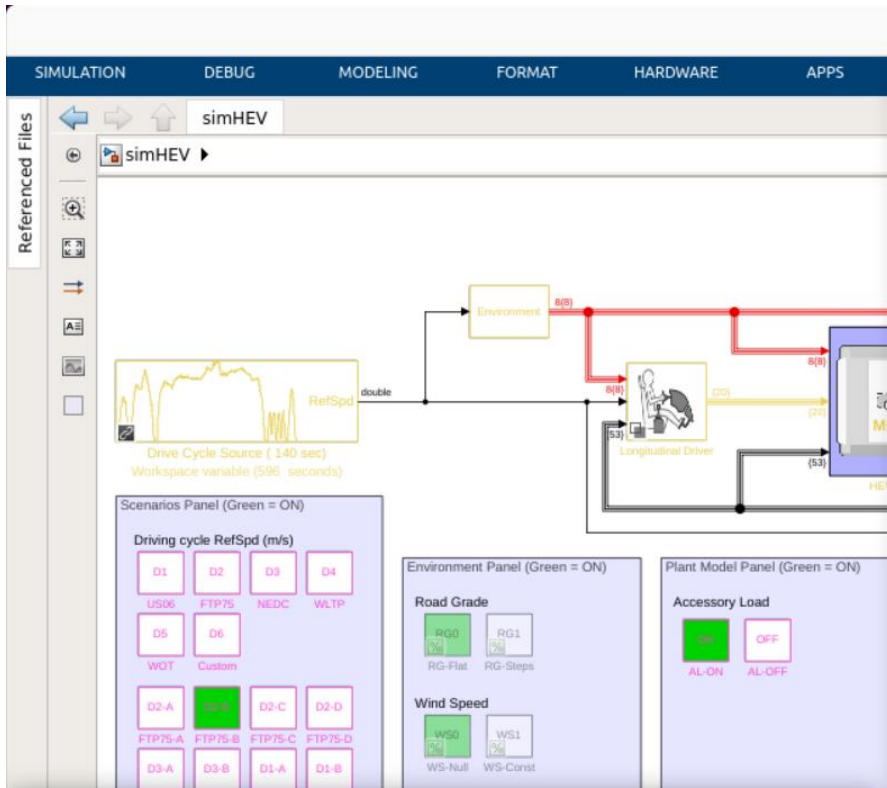 SIMULATION DEBUG MODELING FORMAT HARDWARE APPS
Referenced Files
simHEV
simHEV
8{8}
Environment
8{8}
RefSpd
double
8{8}
{20}
{20}
{53}
{53}
Longitudinal Driver
Drive Cycle Source ( 140 sec)
Workspace variable (596 seconds)
Scenarios Panel (Green = ON)
Driving cycle RefSpd (m/s)
D1 D2 D3 D4
US06 FTP75 NEDC WLTP
D5 D6
WOT Custom
D2-A D2-B D2-C D2-D
FTP75-A FTP75-B FTP75-C FTP75-D
D3-A D3-B D1-A D1-B
Environment Panel (Green = ON)
Road Grade
RG0 RG1
RG-Flat RG-Steps
Wind Speed
WS0 WS1
WS-Null WS-Const
Plant Model Panel (Green = ON)
Accessory Load
ON OFF
AL-ON AL-OFF